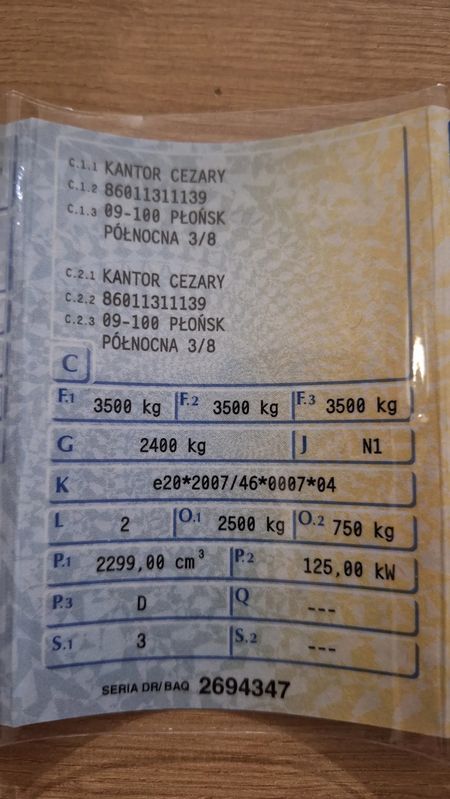 C.1.1 KANTOR CEZARY
C.1.2 86011311139
C.1.3 09-100 PŁOŃSK
PÓŁNOCNA 3/8
C.2.1 KANTOR CEZARY
C.2.2 86011311139
C.2.3 09-100 PŁOŃSK
PÓŁNOCNA 3/8
C
F.1 3500 kg F.2 3500 kg F.3 3500 kg
G 2400 kg J N1
K e20*2007/46*0007*04
L 2 O.1 2500 kg O.2 750 kg
P.1 2299,00 cm³ P.2 125,00 kW
P.3 D Q ---
S.1 3 S.2 ---
SERIA DR/BAQ 2694347